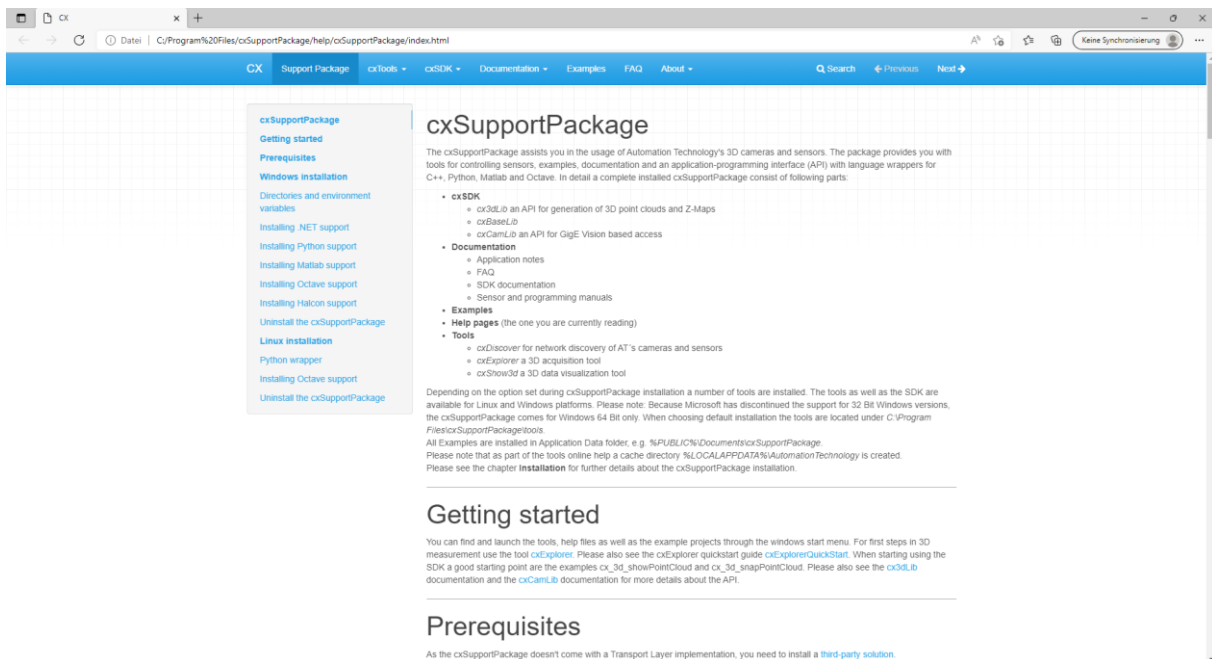 CX
Datei | C:/Program%20Files/cxSupportPackage/help/cxSupportPackage/index.html
Keine Synchronisierung
CX Support Package cxTools cxSDK Documentation Examples FAQ About Search Previous Next
cxSupportPackage
Getting started
Prerequisites
Windows installation
Directories and environment
variables
Installing .NET support
Installing Python support
Installing Matlab support
Installing Octave support
Installing Halcon support
Uninstall the cxSupportPackage
Linux installation
Python wrapper
Installing Octave support
Uninstall the cxSupportPackage
cxSupportPackage
The cxSupportPackage assists you in the usage of Automation Technology's 3D cameras and sensors. The package provides you with
tools for controlling sensors, examples, documentation and an application-programming interface (API) with language wrappers for
C++, Python, Matlab and Octave. In detail a complete installed cxSupportPackage consist of following parts:
• cxSDK
◦ cx3dLib an API for generation of 3D point clouds and Z-Maps
◦ cxBaseLib
◦ cxCamLib an API for GigE Vision based access
• Documentation
◦ Application notes
◦ FAQ
◦ SDK documentation
◦ Sensor and programming manuals
• Examples
• Help pages (the one you are currently reading)
• Tools
◦ cxDiscover for network discovery of AT´s cameras and sensors
◦ cxExplorer a 3D acquisition tool
◦ cxShow3d a 3D data visualization tool
Depending on the option set during cxSupportPackage installation a number of tools are installed. The tools as well as the SDK are
available for Linux and Windows platforms. Please note: Because Microsoft has discontinued the support for 32 Bit Windows versions,
the cxSupportPackage comes for Windows 64 Bit only. When choosing default installation the tools are located under C:\Program
Files\cxSupportPackage\tools.
All Examples are installed in Application Data folder, e.g. %PUBLIC%\Documents\cxSupportPackage.
Please note that as part of the tools online help a cache directory %LOCALAPPDATA%\AutomationTechnology is created.
Please see the chapter Installation for further details about the cxSupportPackage installation.
Getting started
You can find and launch the tools, help files as well as the example projects through the windows start menu. For first steps in 3D
measurement use the tool cxExplorer. Please also see the cxExplorer quickstart guide cxExplorerQuickStart. When starting using the
SDK a good starting point are the examples cx_3d_showPointCloud and cx_3d_snapPointCloud. Please also see the cx3dLib
documentation and the cxCamLib documentation for more details about the API.
Prerequisites
As the cxSupportPackage doesn't come with a Transport Layer implementation, you need to install a third-party solution.